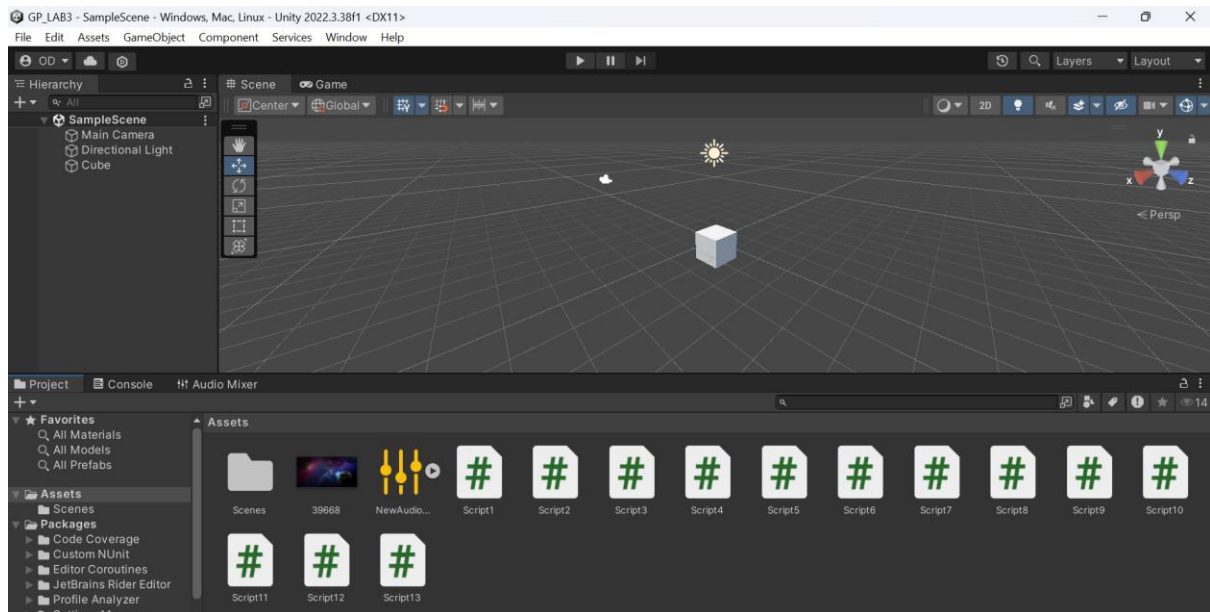 GP_LAB3 - SampleScene - Windows, Mac, Linux - Unity 2022.3.38f1 <DX11>
File Edit Assets GameObject Component Services Window Help
OD Layers Layout
Hierarchy # Scene Game
All Center Global 2D
SampleScene
Main Camera
Directional Light
Cube
y
x z
< Persp
Project Console Audio Mixer
14
Favorites
All Materials
All Models
All Prefabs
Assets
Scenes
Packages
Code Coverage
Custom NUnit
Editor Coroutines
JetBrains Rider Editor
Profile Analyzer
Assets
Scenes 39668 NewAudio... Script1 Script2 Script3 Script4 Script5 Script6 Script7 Script8 Script9 Script10
Script11 Script12 Script13